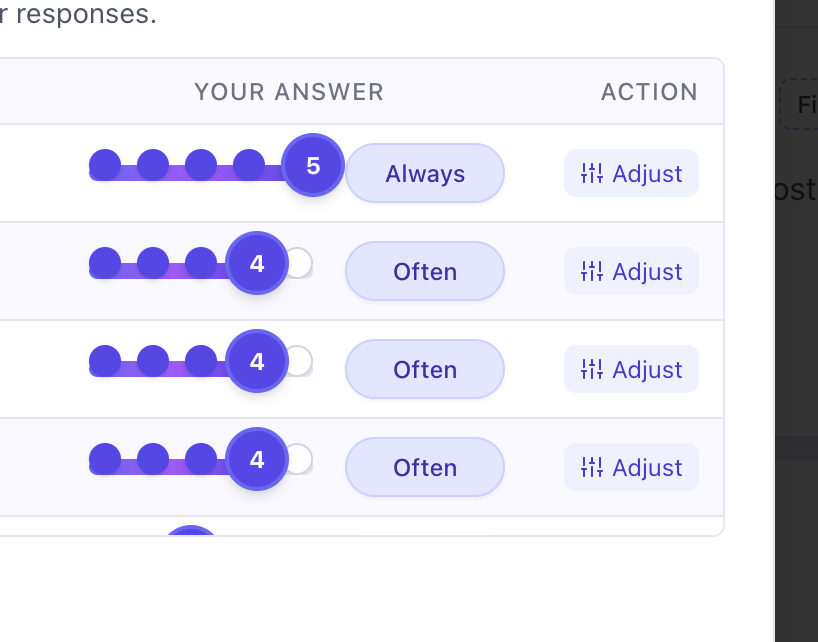 r responses.
YOUR ANSWER ACTION
5 Always Adjust
4 Often Adjust
4 Often Adjust
4 Often Adjust
Fi
ost